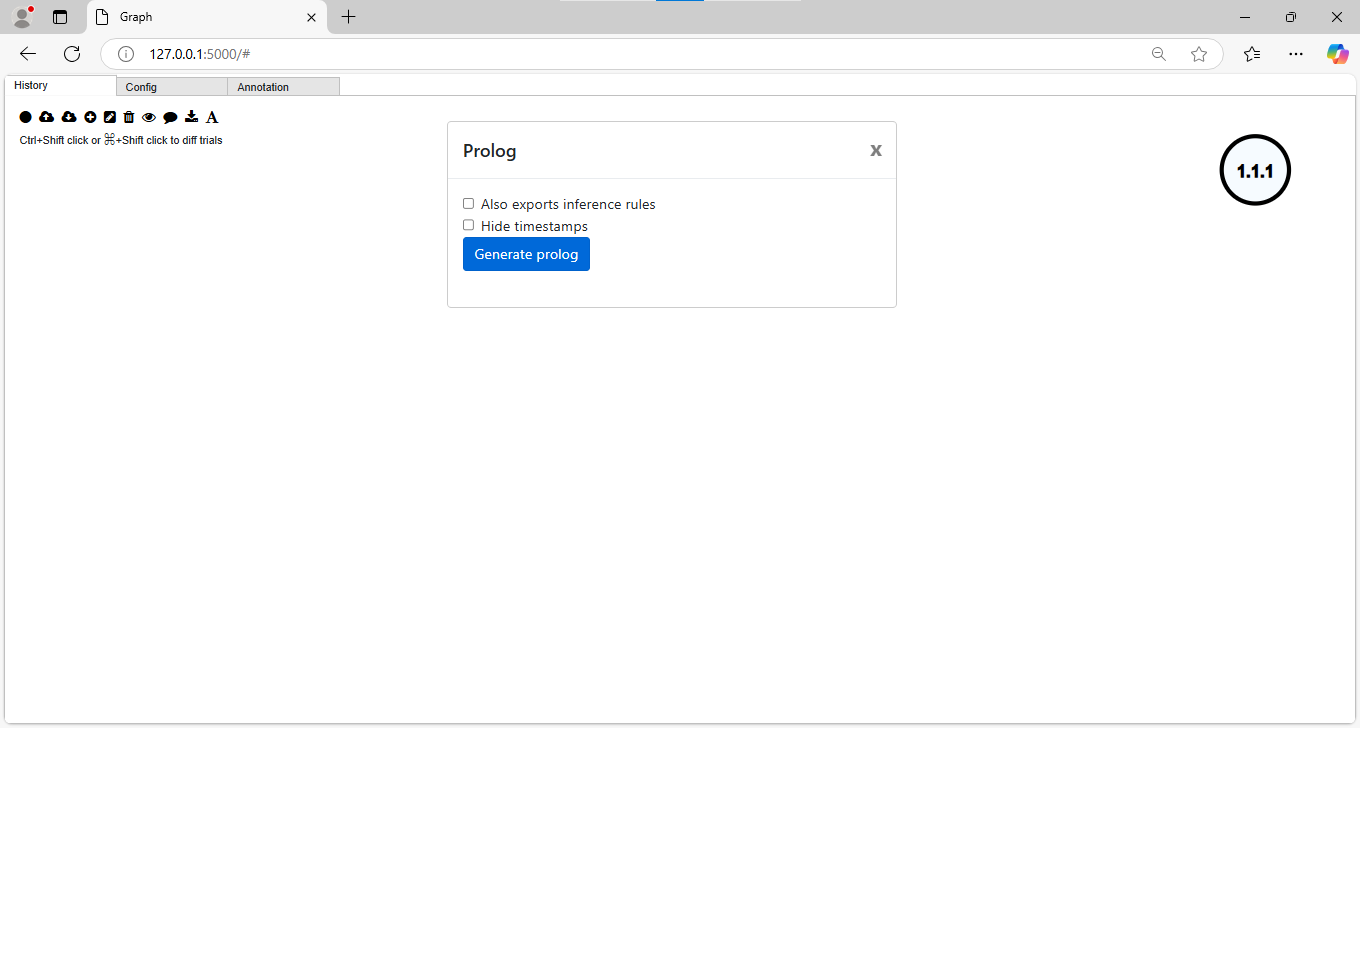 Graph
127.0.0.1:5000/#
History
Config
Annotation
A
Ctrl+Shift click or ⌘+Shift click to diff trials
Prolog
x
Also exports inference rules
Hide timestamps
Generate prolog
1.1.1